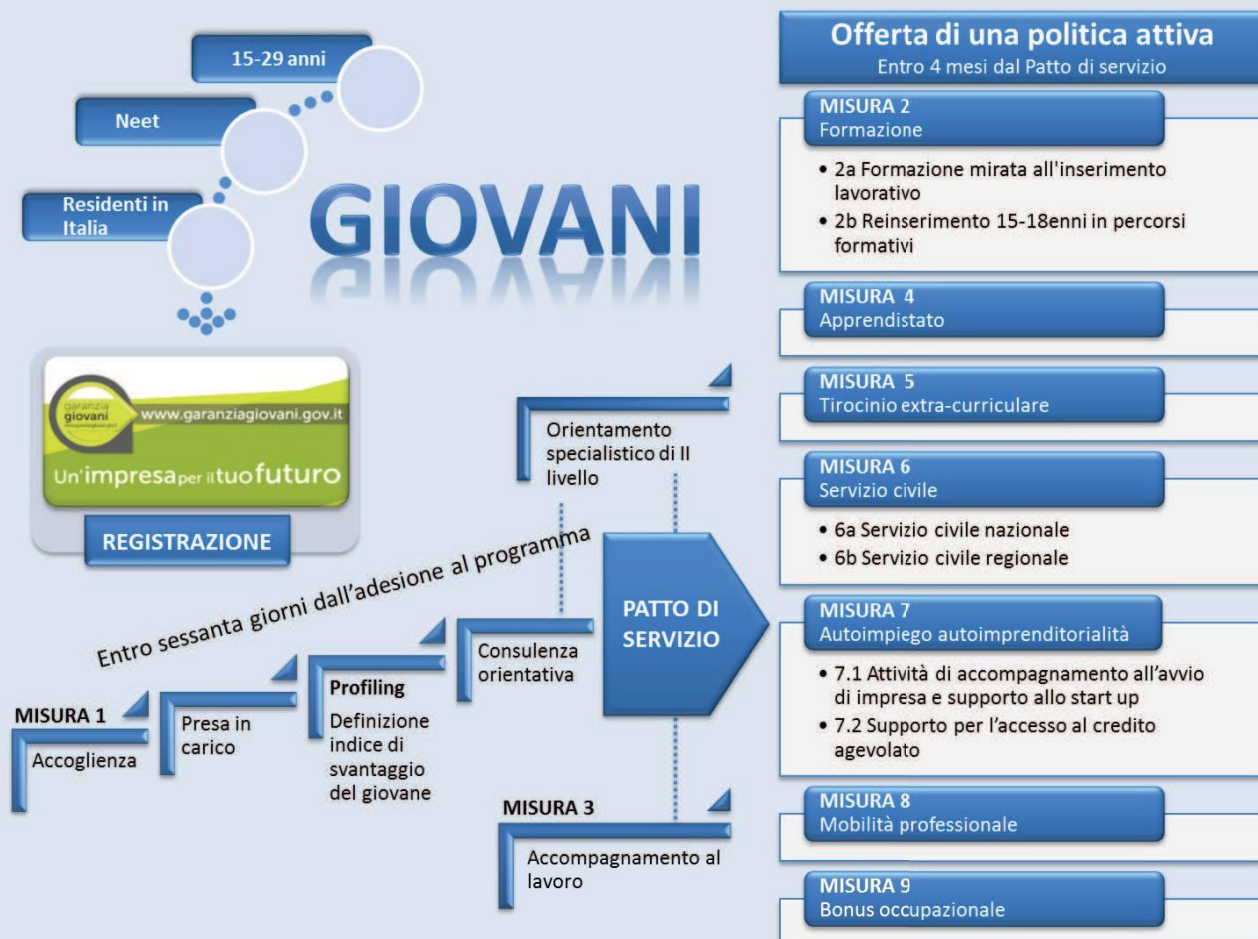 15-29 anni
Neet
Residenti in
Italia
GIOVANI
garanzia
giovani
www.garanziagiovani.gov.it
Un'impresa per il tuo futuro
REGISTRAZIONE
Entro sessanta giorni dall'adesione al programma
MISURA 1
Accoglienza
Presa in
carico
Profiling
Definizione
indice di
svantaggio
del giovane
Consulenza
orientativa
Orientamento
specialistico di II
livello
PATTO DI
SERVIZIO
MISURA 3
Accompagnamento al
lavoro
Offerta di una politica attiva
Entro 4 mesi dal Patto di servizio
MISURA 2
Formazione
• 2a Formazione mirata all'inserimento
lavorativo
• 2b Reinserimento 15-18enni in percorsi
formativi
MISURA 4
Apprendistato
MISURA 5
Tirocinio extra-curriculare
MISURA 6
Servizio civile
• 6a Servizio civile nazionale
• 6b Servizio civile regionale
MISURA 7
Autoimpiego autoimprenditorialità
• 7.1 Attività di accompagnamento all'avvio
di impresa e supporto allo start up
• 7.2 Supporto per l'accesso al credito
agevolato
MISURA 8
Mobilità professionale
MISURA 9
Bonus occupazionale